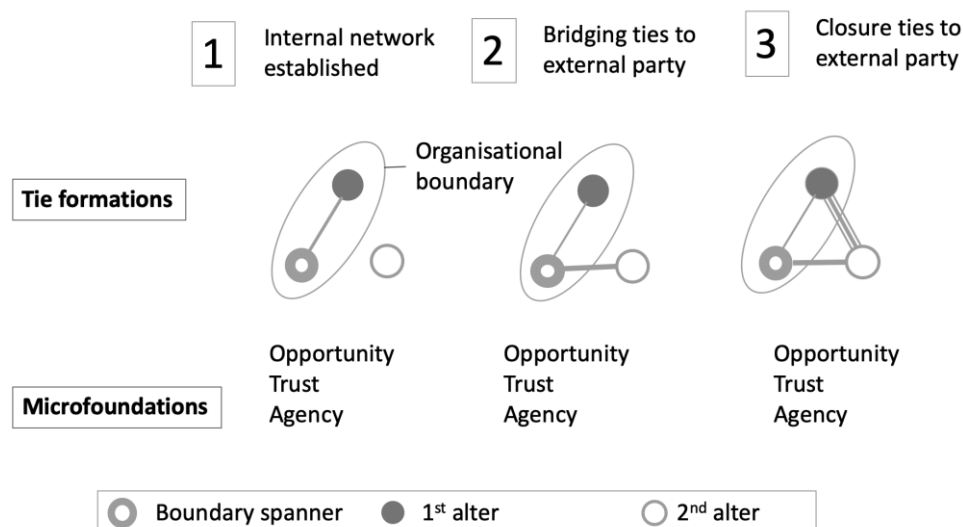 1 Internal network established
2 Bridging ties to external party
3 Closure ties to external party
Tie formations
Organisational boundary
Microfoundations
Opportunity
Trust
Agency
Opportunity
Trust
Agency
Opportunity
Trust
Agency
Boundary spanner 1st alter 2nd alter